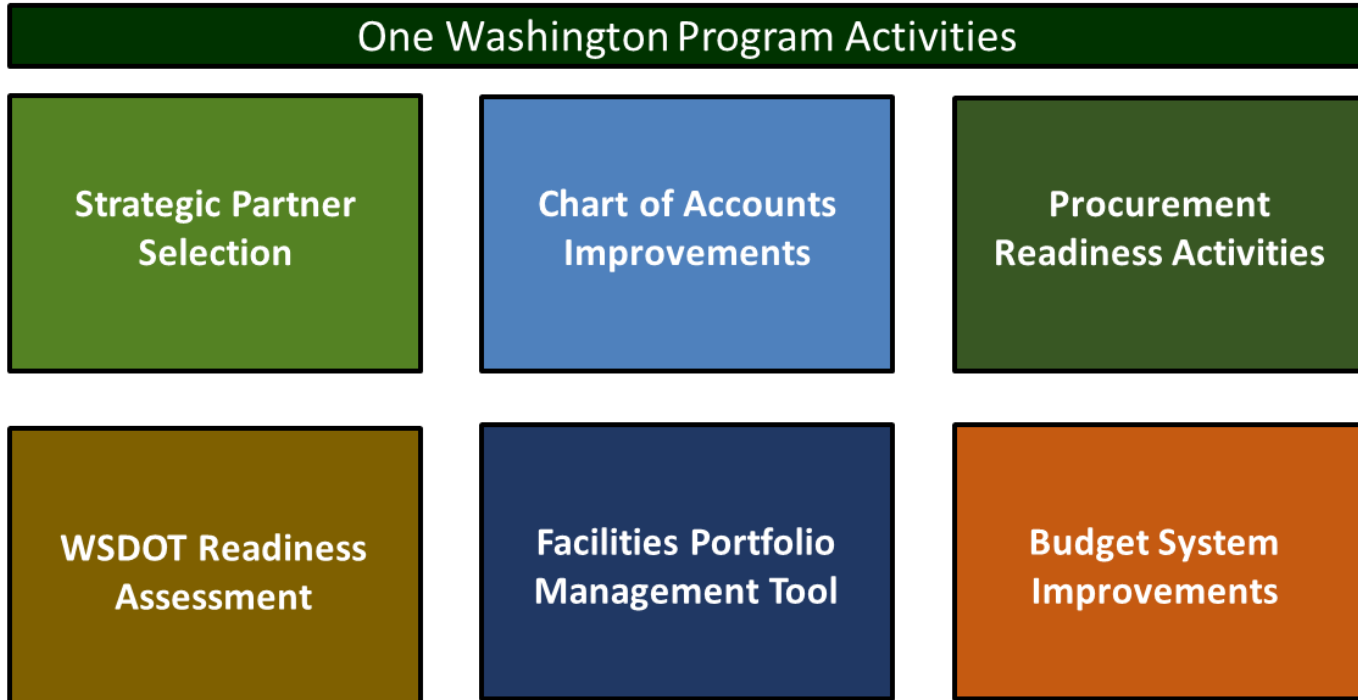 One Washington Program Activities
Strategic Partner
Selection
Chart of Accounts
Improvements
Procurement
Readiness Activities
WSDOT Readiness
Assessment
Facilities Portfolio
Management Tool
Budget System
Improvements